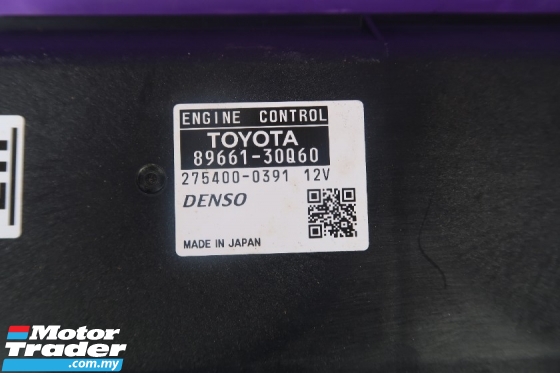 ENGINE CONTROL
TOYOTA
89661-30Q60
275400-0391 12V
DENSO
MADE IN JAPAN
Motor
Trader
.com.my